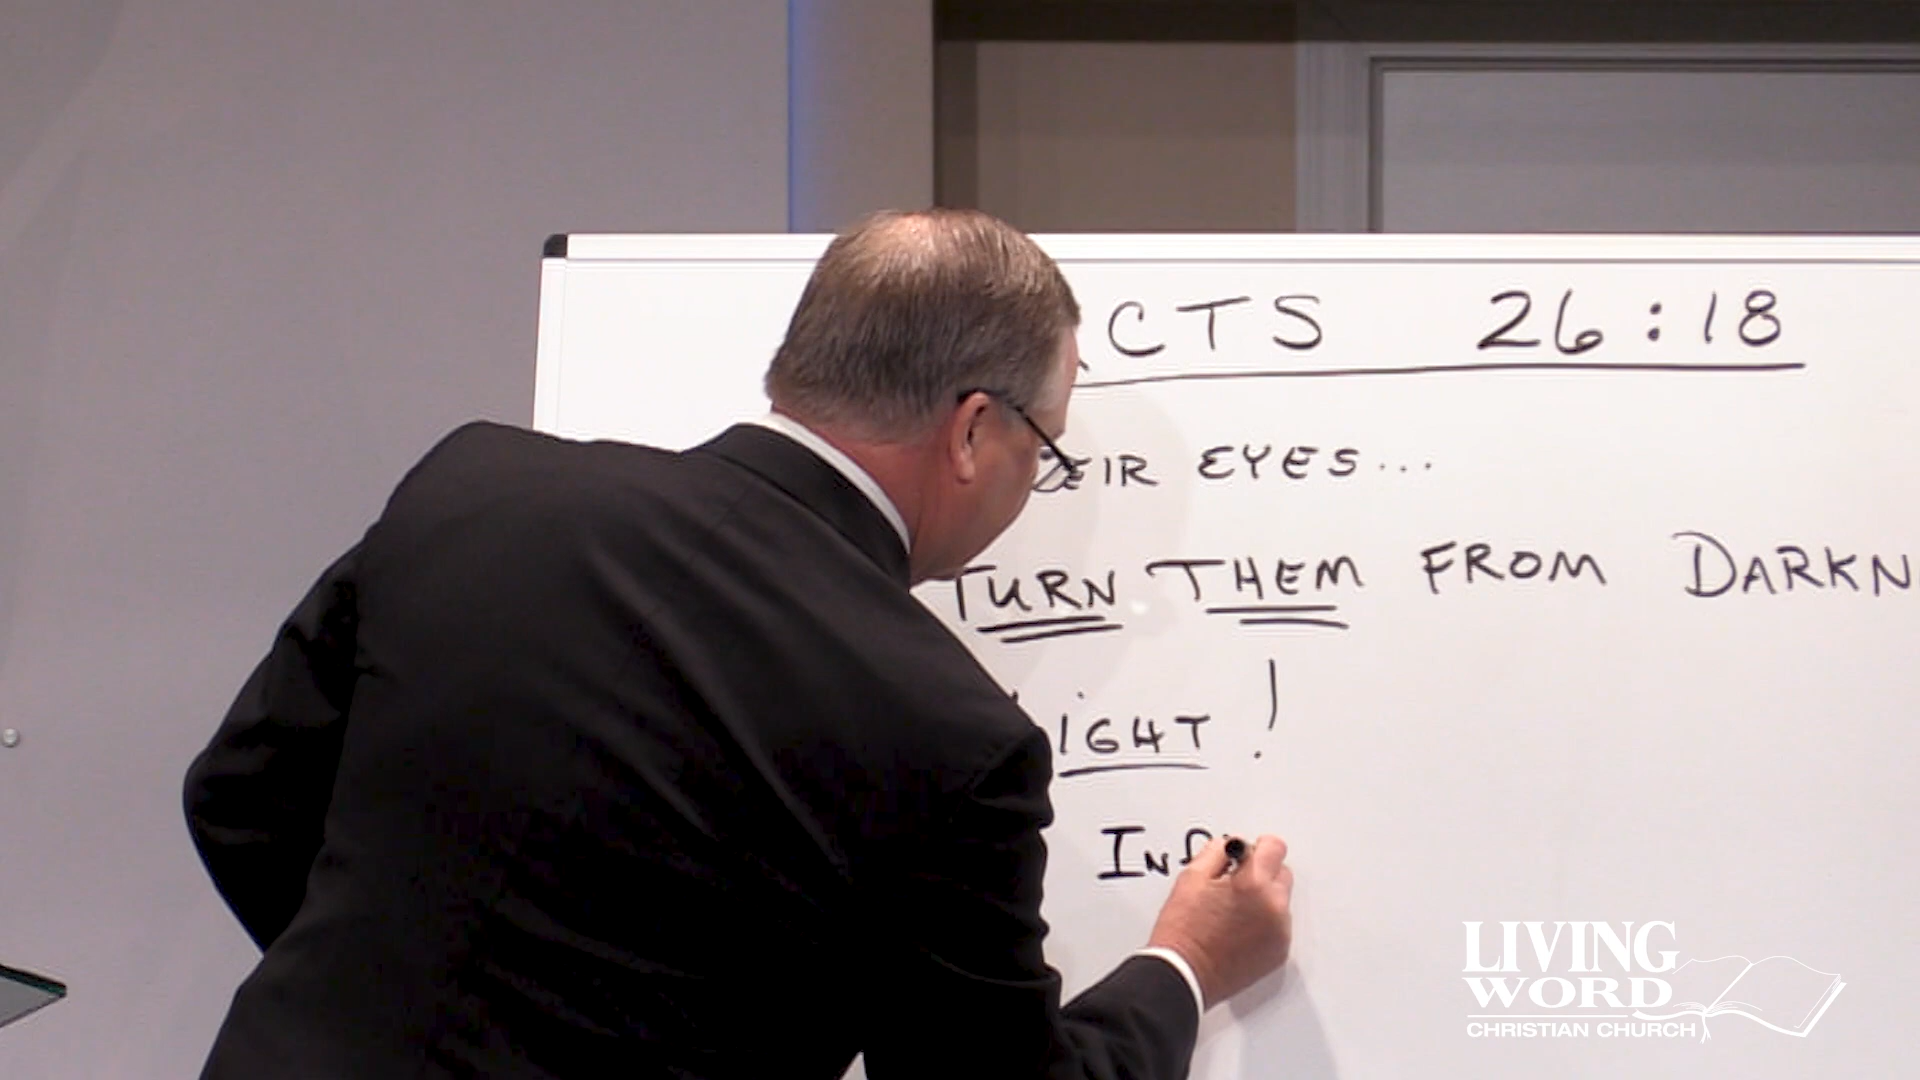 CTS 26:18
EIR EYES...
TURN THEM FROM DARKN
IGHT!
LIVING
WORD
CHRISTIAN CHURCH